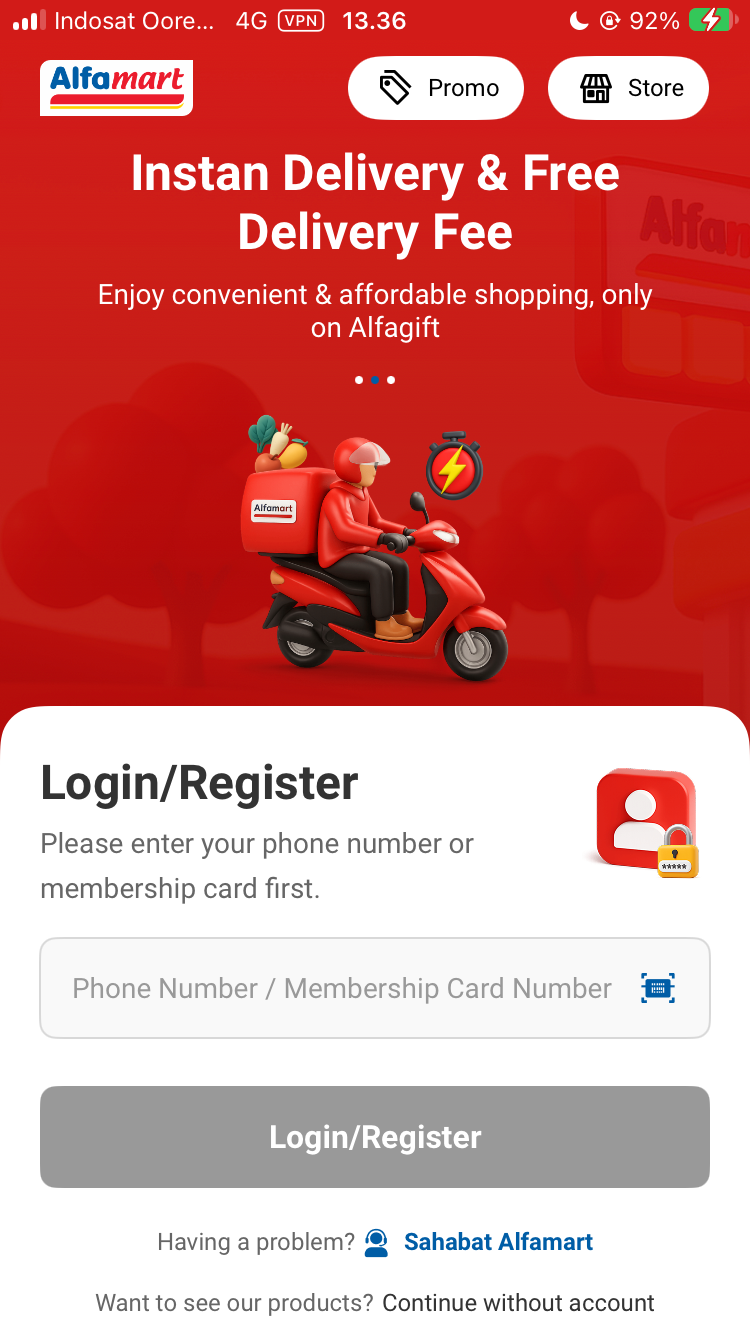 Indosat Oore... 4G VPN 13.36 92%
Alfamart
Promo
Store
Instan Delivery & Free
Delivery Fee
Enjoy convenient & affordable shopping, only
on Alfagift
Alfamart
Login/Register
Please enter your phone number or
membership card first.
*****
Phone Number / Membership Card Number
Login/Register
Having a problem? Sahabat Alfamart
Want to see our products? Continue without account